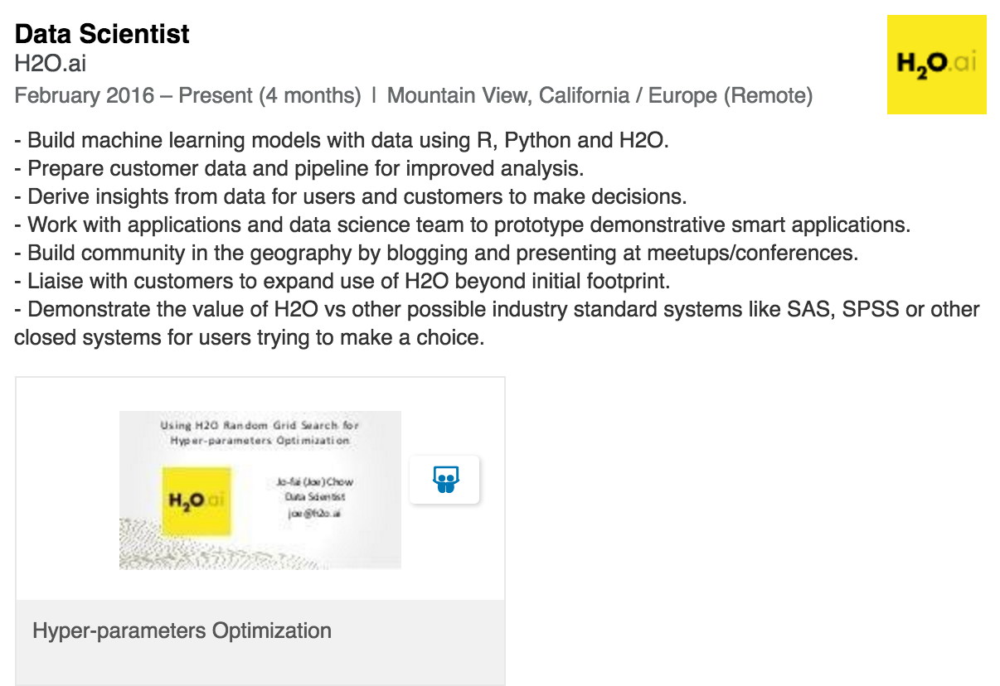 Data Scientist
H2O.ai
February 2016 – Present (4 months) | Mountain View, California / Europe (Remote)
H2O.ai
- Build machine learning models with data using R, Python and H2O.
- Prepare customer data and pipeline for improved analysis.
- Derive insights from data for users and customers to make decisions.
- Work with applications and data science team to prototype demonstrative smart applications.
- Build community in the geography by blogging and presenting at meetups/conferences.
- Liaise with customers to expand use of H2O beyond initial footprint.
- Demonstrate the value of H2O vs other possible industry standard systems like SAS, SPSS or other
closed systems for users trying to make a choice.
Using H2O Random Grid Search for
Hyper-parameters Optimization
H2O.ai
Jo-fai (Joe) Chow
Data Scientist
joe@h2o.ai
Hyper-parameters Optimization